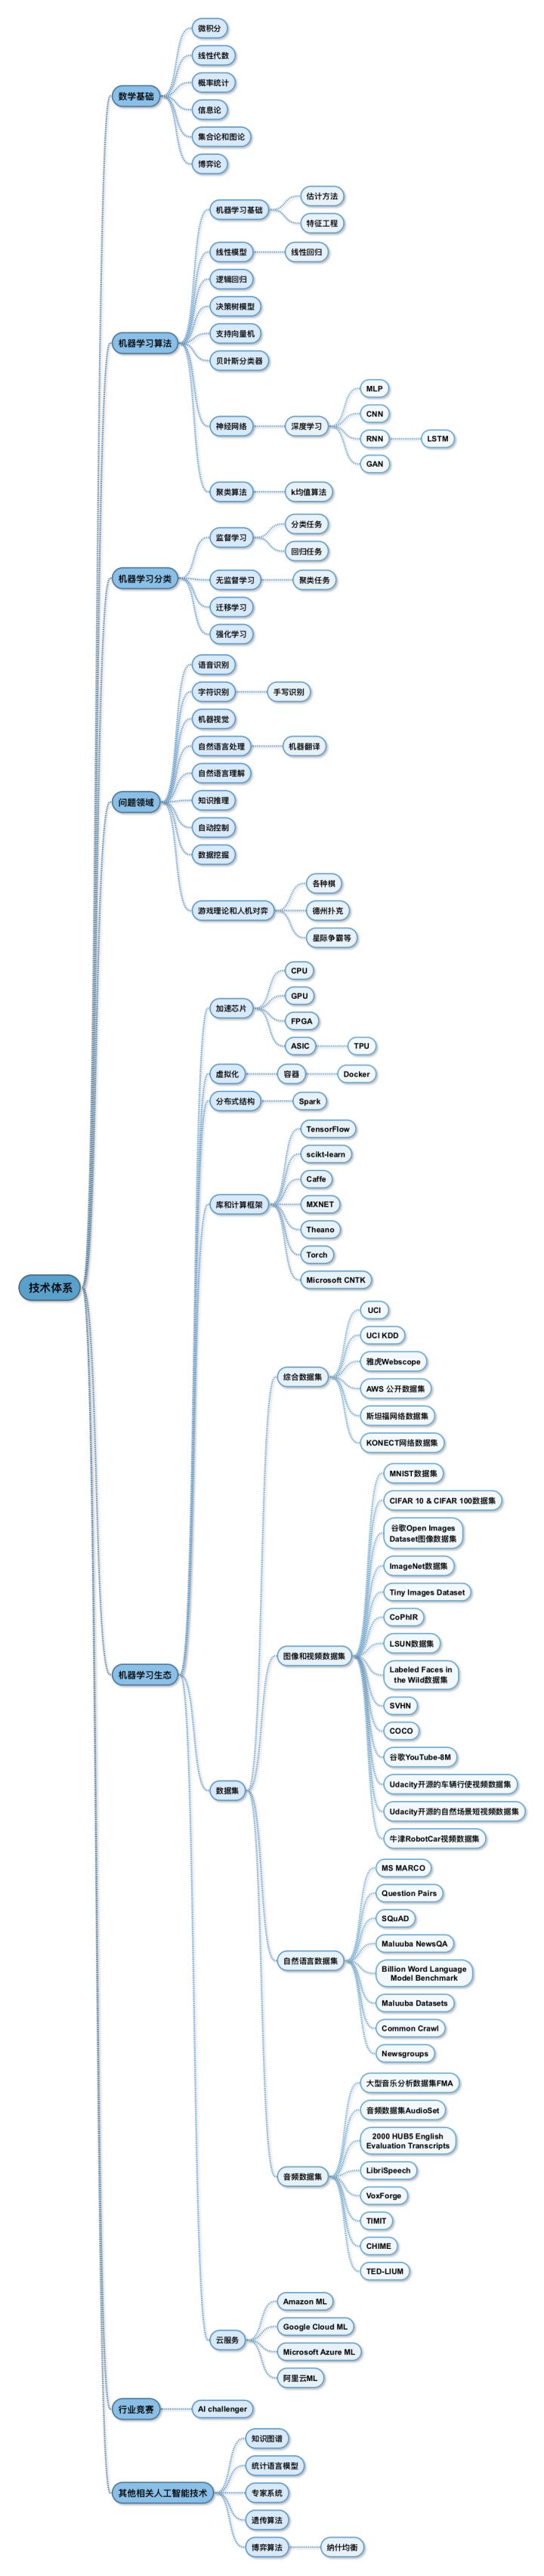 技术体系
数学基础
微积分
线性代数
概率统计
信息论
集合论和图论
博弈论
机器学习算法
机器学习基础
估计方法
特征工程
线性模型
线性回归
逻辑回归
决策树模型
支持向量机
贝叶斯分类器
神经网络
深度学习
MLP
CNN
RNN
LSTM
GAN
聚类算法
k均值算法
机器学习分类
监督学习
分类任务
回归任务
无监督学习
聚类任务
迁移学习
强化学习
问题领域
语音识别
字符识别
手写识别
机器视觉
自然语言处理
机器翻译
自然语言理解
知识推理
自动控制
数据挖掘
游戏理论和人机对弈
各种棋
德州扑克
星际争霸等
机器学习生态
加速芯片
CPU
GPU
FPGA
ASIC
TPU
虚拟化
容器
Docker
分布式结构
Spark
库和计算框架
TensorFlow
scikt-learn
Caffe
MXNET
Theano
Torch
Microsoft CNTK
数据集
综合数据集
UCI
UCI KDD
雅虎Webscope
AWS 公开数据集
斯坦福网络数据集
KONECT网络数据集
图像和视频数据集
MNIST数据集
CIFAR 10 & CIFAR 100数据集
谷歌Open Images
Dataset图像数据集
ImageNet数据集
Tiny Images Dataset
CoPhIR
LSUN数据集
Labeled Faces in
the Wild数据集
SVHN
COCO
谷歌YouTube-8M
Udacity开源的车辆行使视频数据集
Udacity开源的自然场景短视频数据集
牛津RobotCar视频数据集
自然语言数据集
MS MARCO
Question Pairs
SQuAD
Maluuba NewsQA
Billion Word Language
Model Benchmark
Maluuba Datasets
Common Crawl
Newsgroups
音频数据集
大型音乐分析数据集FMA
音频数据集AudioSet
2000 HUB5 English
Evaluation Transcripts
LibriSpeech
VoxForge
TIMIT
CHIME
TED-LIUM
云服务
Amazon ML
Google Cloud ML
Microsoft Azure ML
阿里云ML
行业竞赛
AI challenger
其他相关人工智能技术
知识图谱
统计语言模型
专家系统
遗传算法
博弈算法
纳什均衡